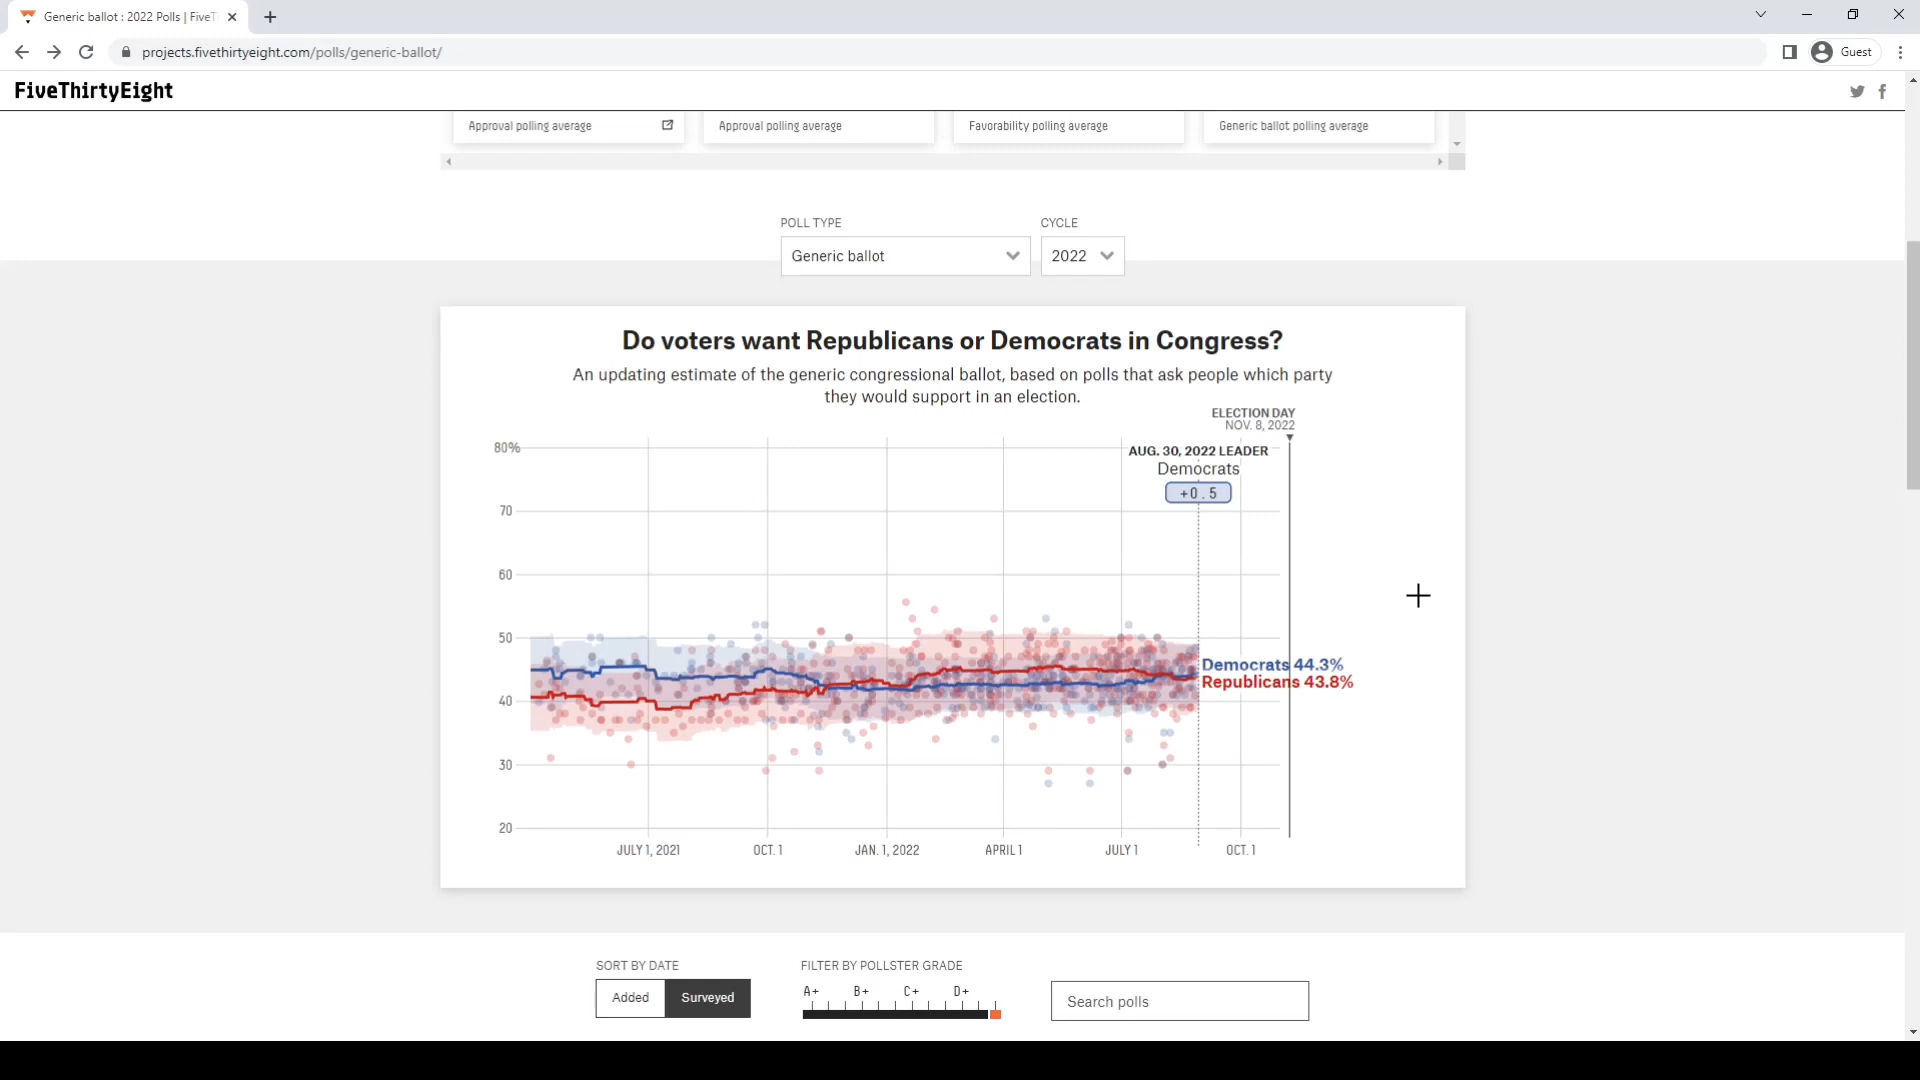 Generic ballot : 2022 Polls | FiveT
projects.fivethirtyeight.com/polls/generic-ballot/
Guest
FiveThirtyEight
Approval polling average
Approval polling average
Favorability polling average
Generic ballot polling average
POLL TYPE
CYCLE
Generic ballot
2022
Do voters want Republicans or Democrats in Congress?
An updating estimate of the generic congressional ballot, based on polls that ask people which party
they would support in an election.
ELECTION DAY
NOV. 8, 2022
80%
AUG. 30, 2022 LEADER
Democrats
+0.5
70
60
50
Democrats 44.3%
Republicans 43.8%
40
30
20
JULY 1, 2021
OCT. 1
JAN. 1, 2022
APRIL 1
JULY 1
OCT. 1
SORT BY DATE
FILTER BY POLLSTER GRADE
A+
B+
C+
D+
Added
Surveyed
Search polls